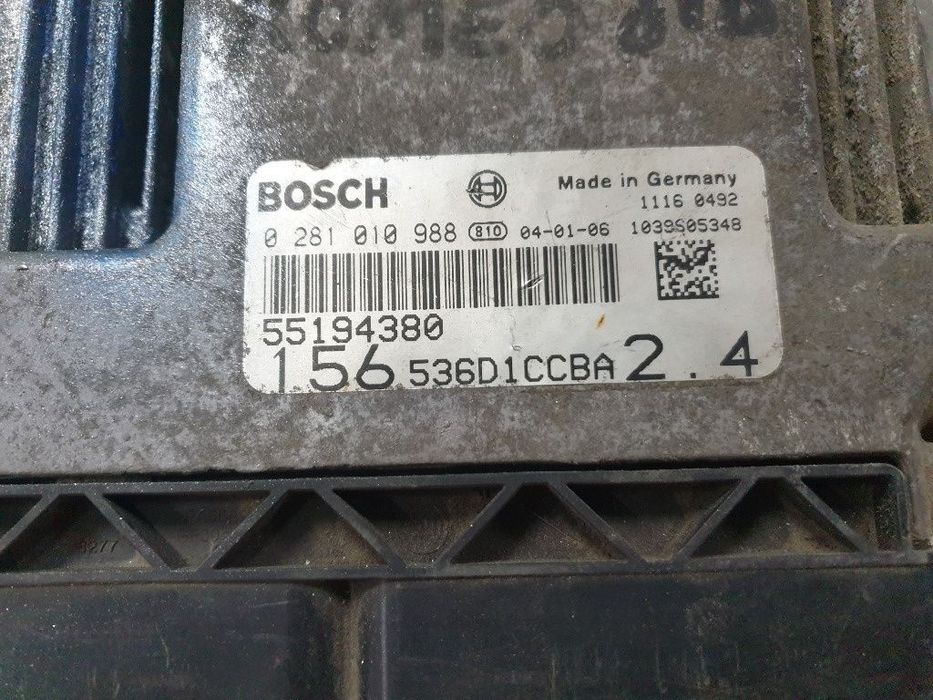 BOSCH
Made in Germany
1116 0492
0 281 010 988 810 04-01-06 1039S05348
55194380
156 536D1CCBA 2.4